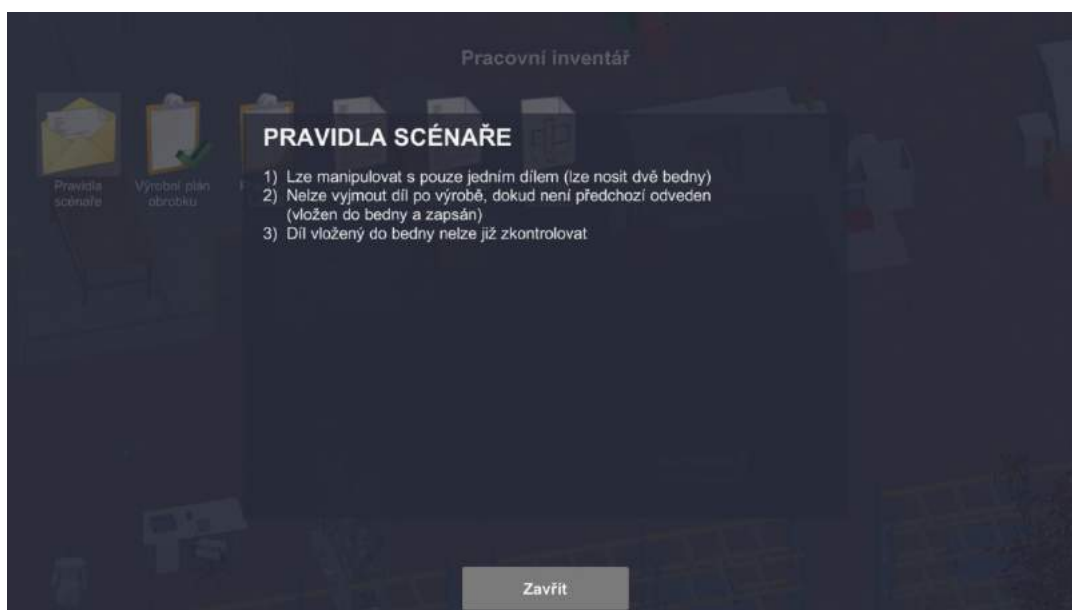 Pracovní inventář
PRAVIDLA SCÉNAŘE
1) Lze manipulovat s pouze jedním dílem (lze nosit dvě bedny)
2) Nelze vyjmout díl po výrobě, dokud není předchozí odveden
(vložen do bedny a zapsán)
3) Díl vložený do bedny nelze již zkontrolovat
Pravidla
scénaře
Výrobní plán
obrobku
Zavřít